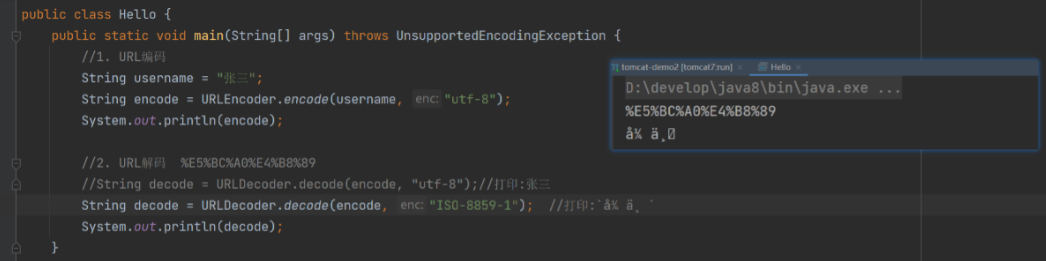 public class Hello {
public static void main(String[] args) throws UnsupportedEncodingException {
//1. URL编码
String username = "张三";
String encode = URLEncoder.encode(username, enc: "utf-8");
System.out.println(encode);
//2. URL解码 %E5%BC%A0%E4%B8%89
//String decode = URLDecoder.decode(encode, "utf-8");//打印:张三
String decode = URLDecoder.decode(encode, enc: "ISO-8859-1"); //打印:`å¼ ä¸ `
System.out.println(decode);
}
tomcat-demo2 [tomcat7:run] × Hello ×
D:\develop\java8\bin\java.exe ...
%E5%BC%A0%E4%B8%89
å¼ ä¸